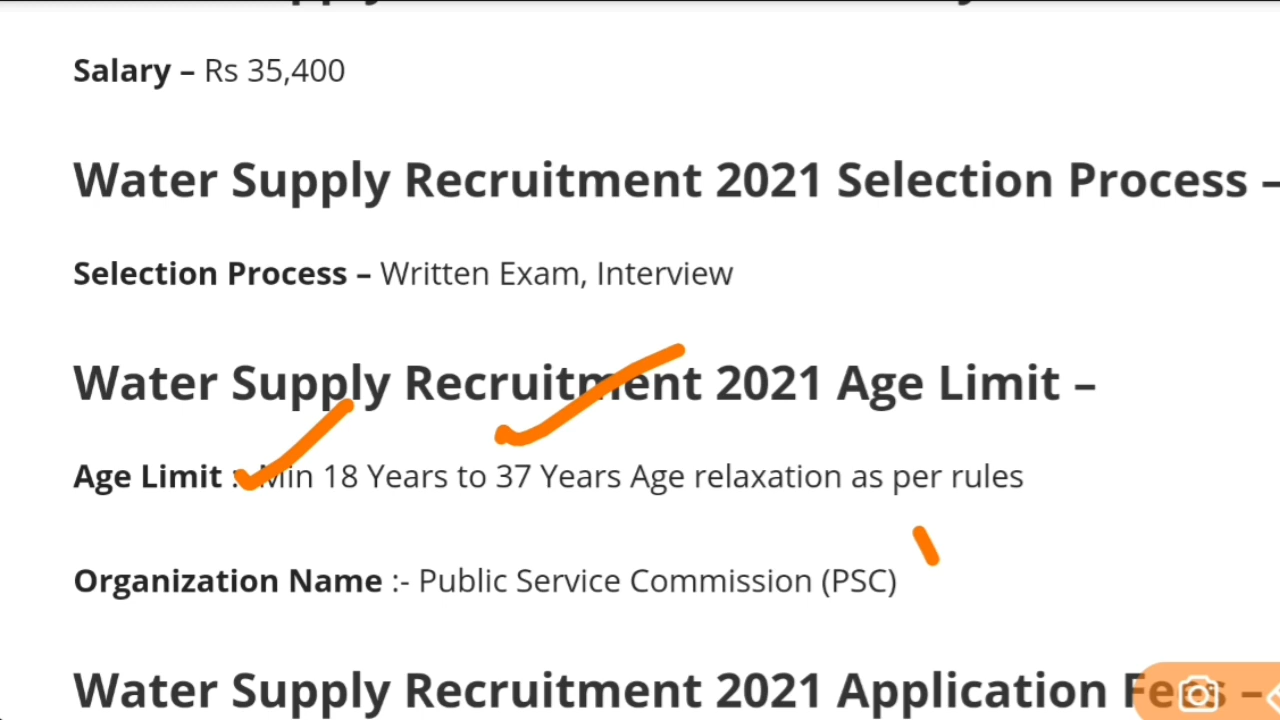 Salary – Rs 35,400
Water Supply Recruitment 2021 Selection Process –
Selection Process – Written Exam, Interview
Water Supply Recruitment 2021 Age Limit –
Age Limit :- Min 18 Years to 37 Years Age relaxation as per rules
Organization Name :- Public Service Commission (PSC)
Water Supply Recruitment 2021 Application Fees –